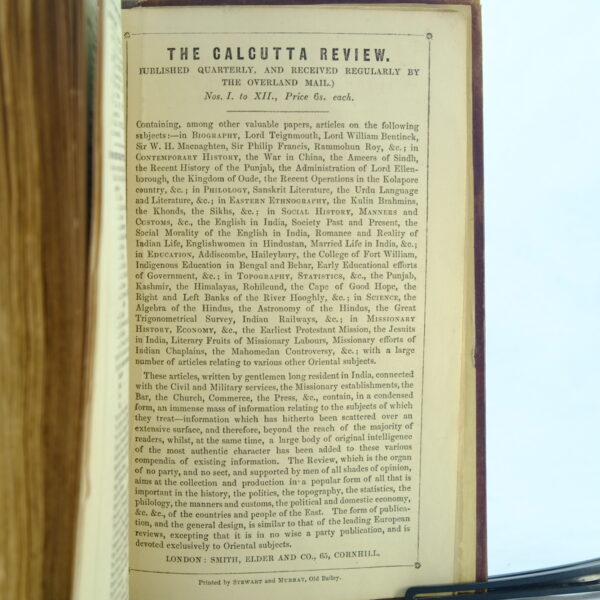 THE CALCUTTA REVIEW.
PUBLISHED QUARTERLY, AND RECEIVED REGULARLY BY
THE OVERLAND MAIL.)
Nos. I. to XII., Price 6s. each.
Containing, among other valuable papers, articles on the following
subjects:—in BIOGRAPHY, Lord Teignmouth, Lord William Bentinck,
Sir W. H. Macnaghten, Sir Philip Francis, Rammohun Roy, &c.; in
CONTEMPORARY HISTORY, the War in China, the Ameers of Sindh,
the Recent History of the Punjab, the Administration of Lord Ellen-
borough, the Kingdom of Oude, the Recent Operations in the Kolapore
country, &c.; in PHILOLOGY, Sanskrit Literature, the Urdu Language
and Literature, &c.; in EASTERN ETHNOGRAPHY, the Kulin Brahmins,
the Khonds, the Sikhs, &c.; in SOCIAL HISTORY, MANNERS and
CUSTOMS, &c., the English in India, Society Past and Present, the
Social Morality of the English in India, Romance and Reality of
Indian Life, Englishwomen in Hindustan, Married Life in India, &c.;
in EDUCATION, Addiscombe, Haileybury, the College of Fort William,
Indigenous Education in Bengal and Behar, Early Educational efforts
of Government, &c.; in TOPOGRAPHY, STATISTICS, &c., the Punjab,
Kashmir, the Himalayas, Rohilcund, the Cape of Good Hope, the
Right and Left Banks of the River Hooghly, &c.; in SCIENCE, the
Algebra of the Hindus, the Astronomy of the Hindus, the Great
Trigonometrical Survey, Indian Railways, &c.; in MISSIONARY
HISTORY, ECONOMY, &c., the Earliest Protestant Mission, the Jesuits
in India, Literary Fruits of Missionary Labours, Missionary efforts of
Indian Chaplains, the Mahomedan Controversy, &c.; with a large
number of articles relating to various other Oriental subjects.
These articles, written by gentlemen long resident in India, connected
with the Civil and Military services, the Missionary establishments, the
Bar, the Church, Commerce, the Press, &c., contain, in a condensed
form, an immense mass of information relating to the subjects of which
they treat—information which has hitherto been scattered over an
extensive surface, and therefore, beyond the reach of the majority of
readers, whilst, at the same time, a large body of original intelligence
of the most authentic character has been added to these various
compendia of existing information. The Review, which is the organ
of no party, and no sect, and supported by men of all shades of opinion,
aims at the collection and production in a popular form of all that is
important in the history, the politics, the topography, the statistics, the
philology, the manners and customs, the political and domestic economy,
&c. &c., of the countries and people of the East. The form of publica-
tion, and the general design, is similar to that of the leading European
reviews, excepting that it is in no wise a party publication, and is
devoted exclusively to Oriental subjects.
LONDON: SMITH, ELDER AND CO., 65, CORNHILL.
Printed by STEWART and MURRAY, Old Bailey.